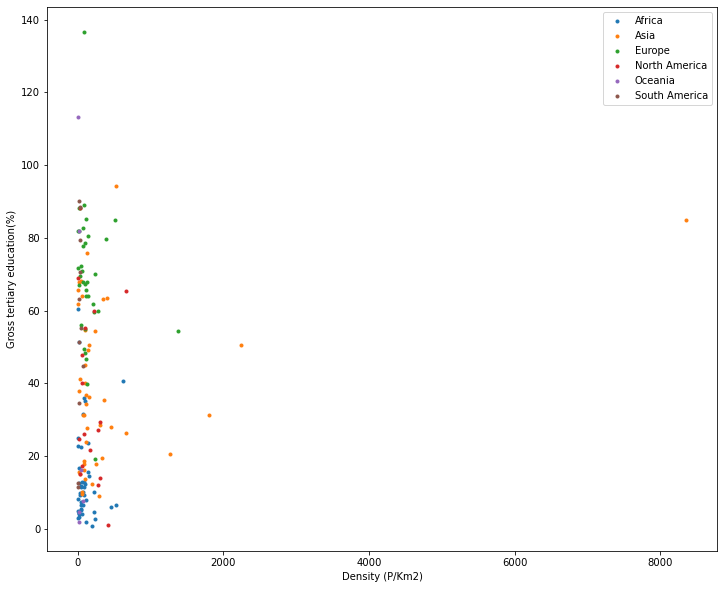 140
120
100
80
60
40
20
0
Gross tertiary education(%)
0
2000
4000
6000
8000
Density (P/Km2)
Africa
Asia
Europe
North America
Oceania
South America